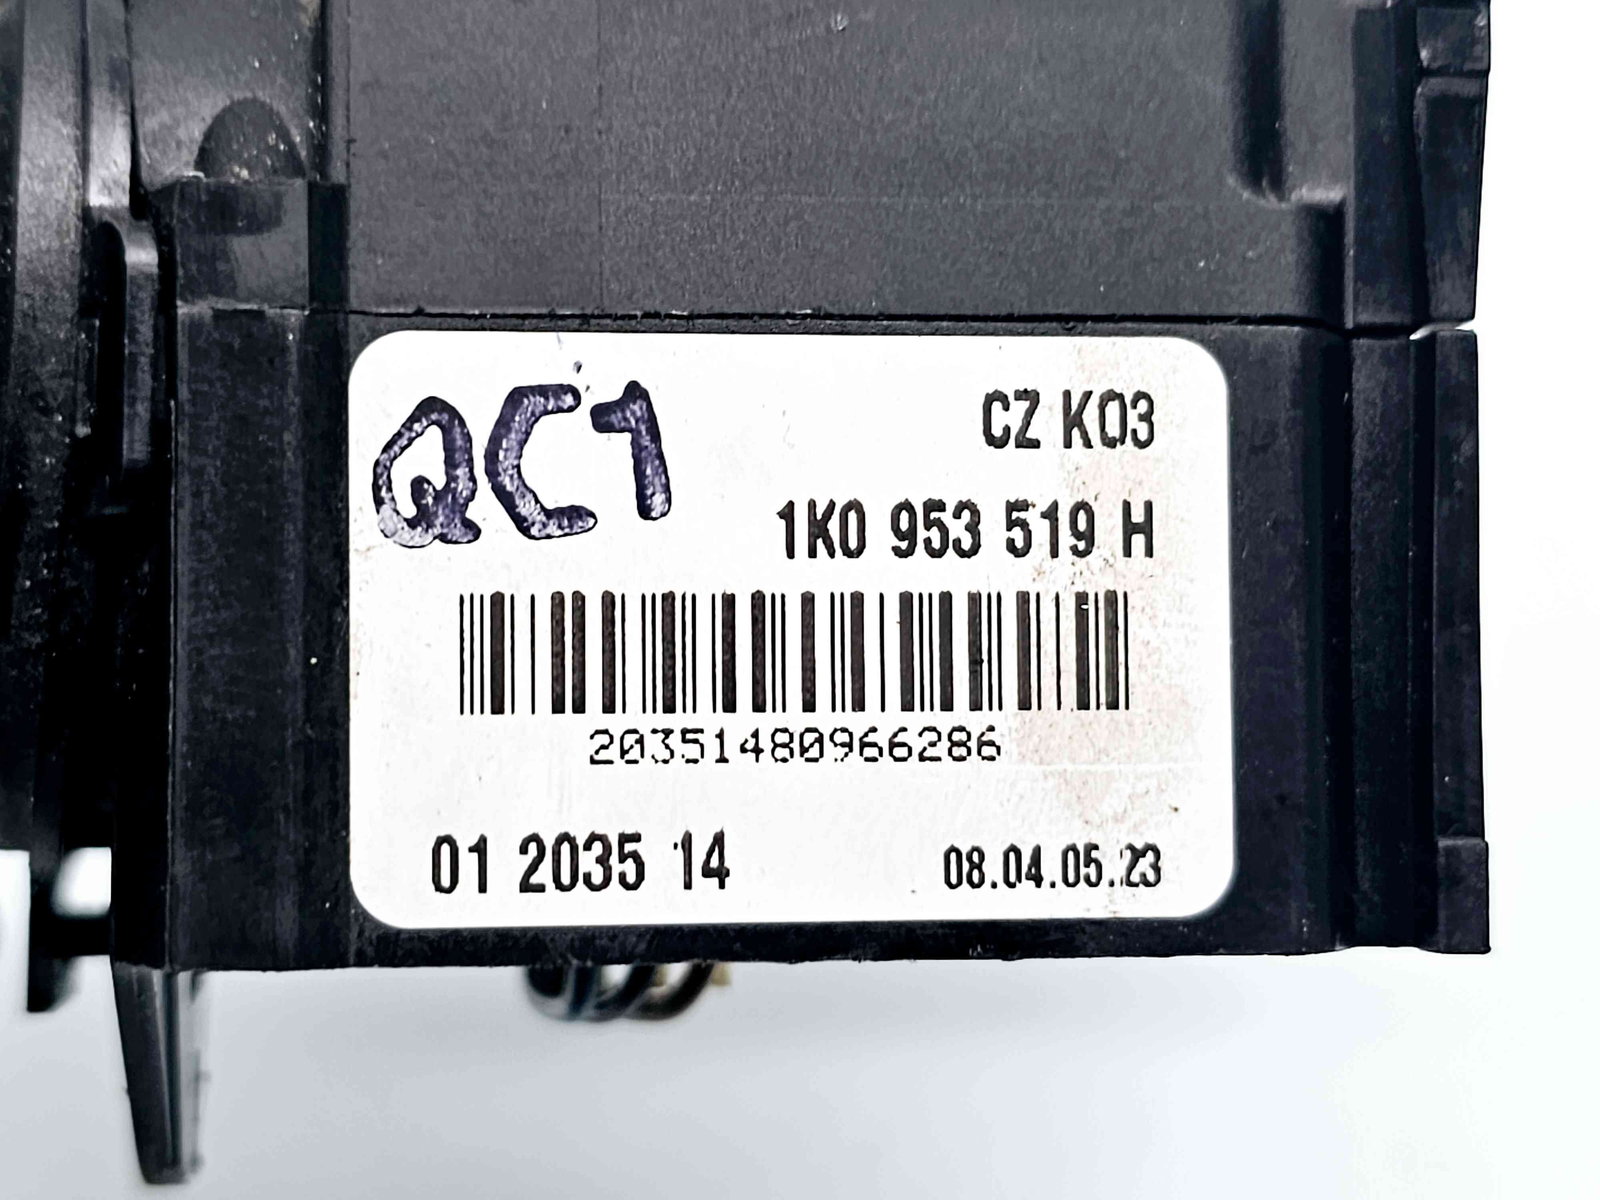 QC1
CZ K03
1K0 953 519 H
20351480966286
01 2035 14
08.04.05.23